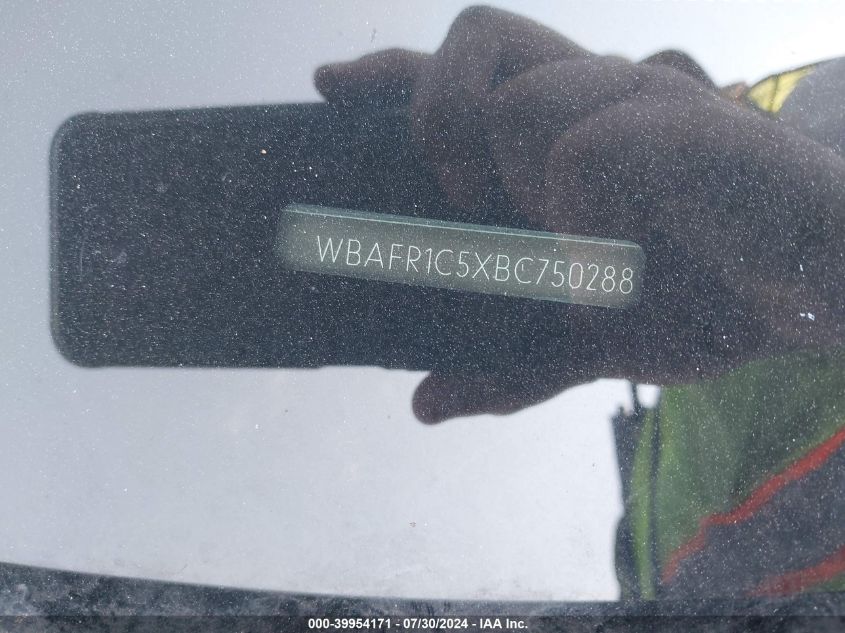 WBAFR1C5XBC750288
000-39954171 - 07/30/2024 - IAA Inc.